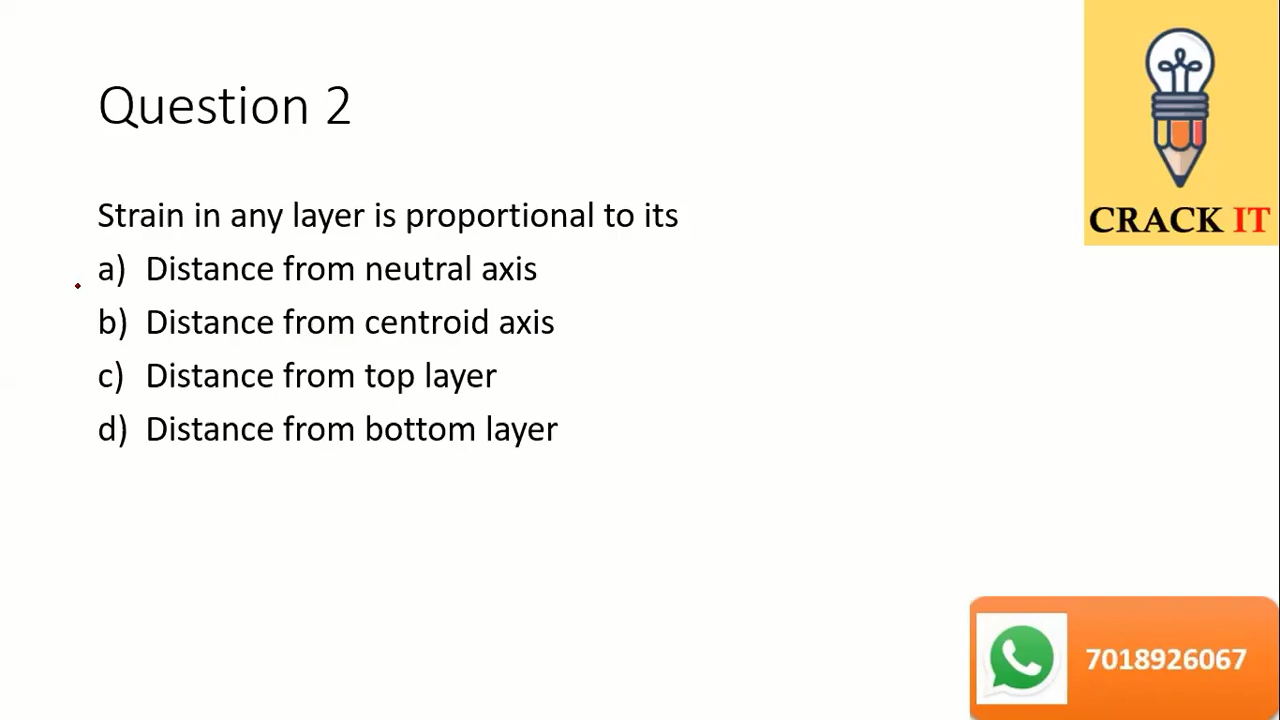 Question 2
CRACK IT
Strain in any layer is proportional to its
a) Distance from neutral axis
b) Distance from centroid axis
c) Distance from top layer
d) Distance from bottom layer
7018926067